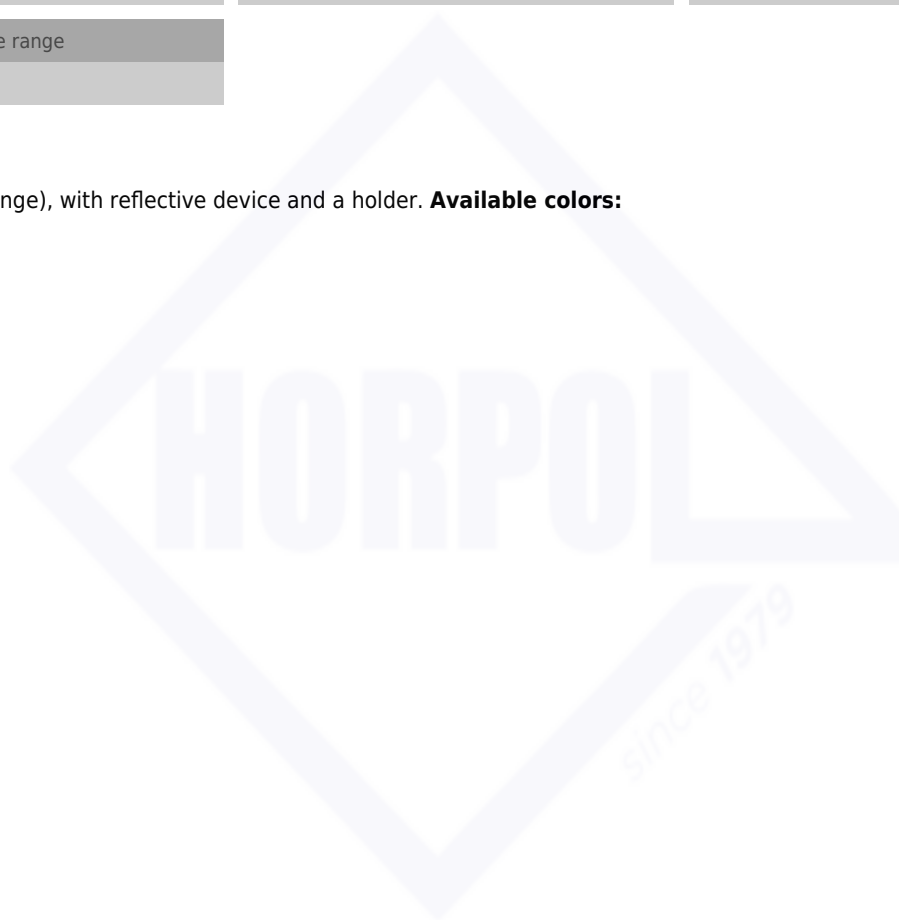 e range
nge), with reflective device and a holder. Available colors:
HORPOL
since 1979